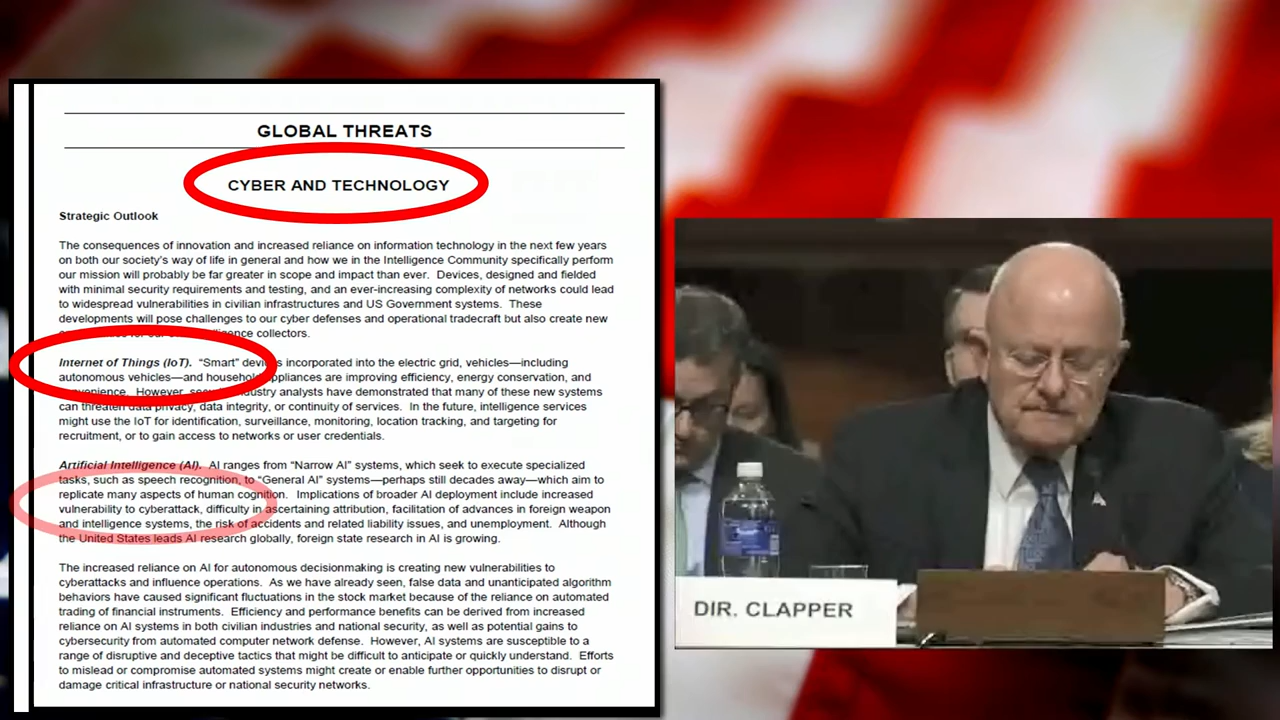 GLOBAL THREATS
CYBER AND TECHNOLOGY
Strategic Outlook
The consequences of innovation and increased reliance on information technology in the next few years
on both our society's way of life in general and how we in the Intelligence Community specifically perform
our mission will probably be far greater in scope and impact than ever. Devices, designed and fielded
with minimal security requirements and testing, and an ever-increasing complexity of networks could lead
to widespread vulnerabilities in civilian infrastructures and US Government systems. These
developments will pose challenges to our cyber defenses and operational tradecraft but also create new
collectors.
Internet of Things (IoT). “Smart” devices incorporated into the electric grid, vehicles—including
autonomous vehicles—and household appliances are improving efficiency, energy conservation, and
convenience. However, security industry analysts have demonstrated that many of these new systems
can threaten data privacy, data integrity, or continuity of services. In the future, intelligence services
might use the IoT for identification, surveillance, monitoring, location tracking, and targeting for
recruitment, or to gain access to networks or user credentials.
Artificial Intelligence (AI). AI ranges from “Narrow AI” systems, which seek to execute specialized
tasks, such as speech recognition, to “General AI” systems—perhaps still decades away—which aim to
replicate many aspects of human cognition. Implications of broader AI deployment include increased
vulnerability to cyberattack, difficulty in ascertaining attribution, facilitation of advances in foreign weapon
and intelligence systems, the risk of accidents and related liability issues, and unemployment. Although
the United States leads AI research globally, foreign state research in AI is growing.
The increased reliance on AI for autonomous decisionmaking is creating new vulnerabilities to
cyberattacks and influence operations. As we have already seen, false data and unanticipated algorithm
behaviors have caused significant fluctuations in the stock market because of the reliance on automated
trading of financial instruments. Efficiency and performance benefits can be derived from increased
reliance on AI systems in both civilian industries and national security, as well as potential gains to
cybersecurity from automated computer network defense. However, AI systems are susceptible to a
range of disruptive and deceptive tactics that might be difficult to anticipate or quickly understand. Efforts
to mislead or compromise automated systems might create or enable further opportunities to disrupt or
damage critical infrastructure or national security networks.
DIR. CLAPPER